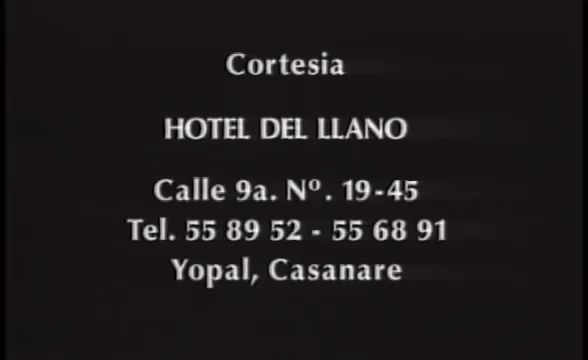 Cortesia
HOTEL DEL LLANO
Calle 9a. Nº. 19-45
Tel. 55 89 52 - 55 68 91
Yopal, Casanare